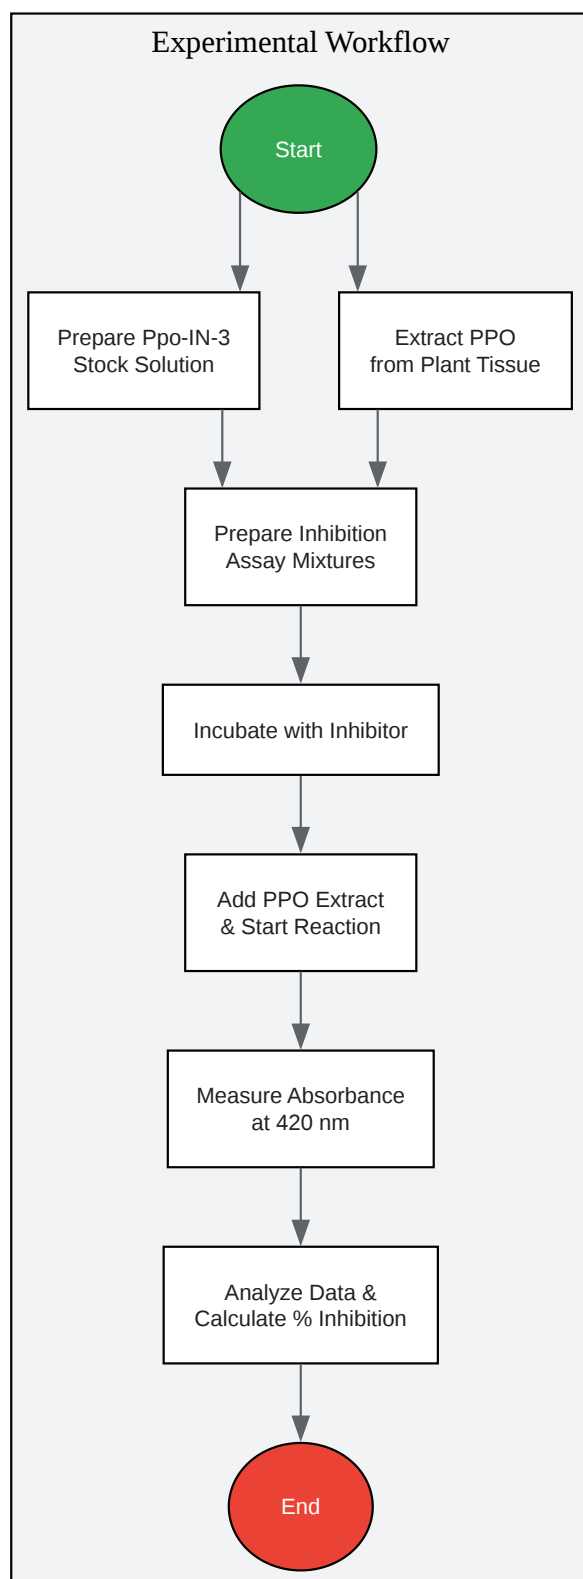 Experimental Workflow
Start
Prepare Ppo-IN-3
Stock Solution
Extract PPO
from Plant Tissue
Prepare Inhibition
Assay Mixtures
Incubate with Inhibitor
Add PPO Extract
& Start Reaction
Measure Absorbance
at 420 nm
Analyze Data &
Calculate % Inhibition
End